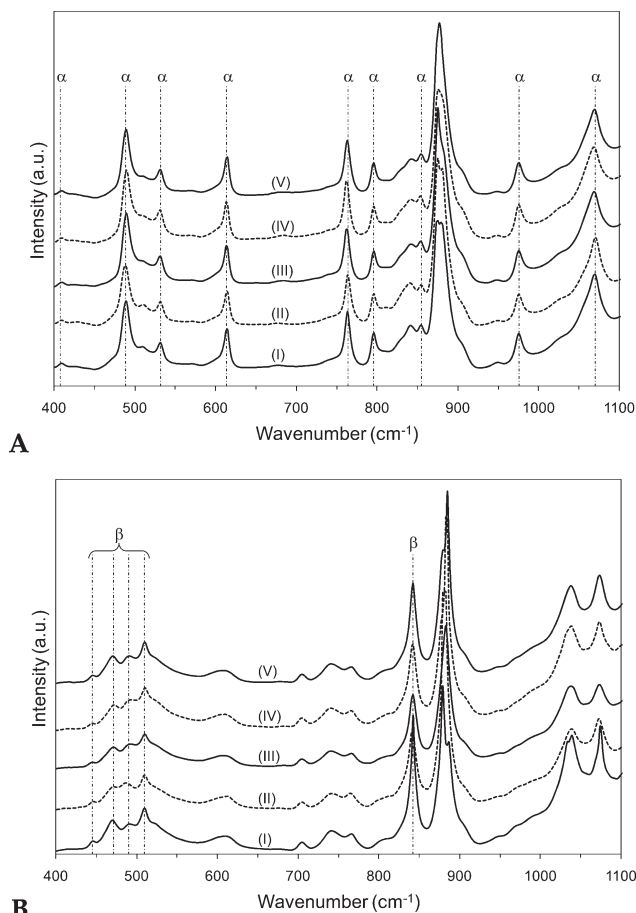 α α α α α α α α α
(V)
(IV)
(III)
(II)
(I)
Intensity (a.u.)
400 500 600 700 800 900 1000 1100
Wavenumber (cm-1)
A
β β
(V)
(IV)
(III)
(II)
(I)
Intensity (a.u.)
400 500 600 700 800 900 1000 1100
Wavenumber (cm-1)
B